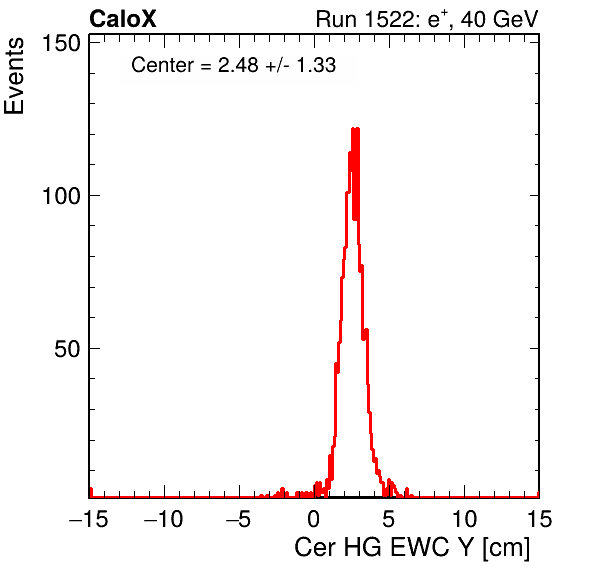 CaloX Run 1522: e⁺, 40 GeV
Events
150
Center = 2.48 +/- 1.33
100
50
−15 −10 −5 0 5 10 15
Cer HG EWC Y [cm]